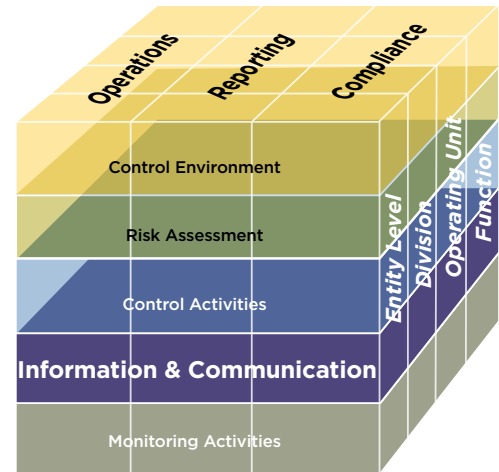 Operations
Reporting
Compliance
Control Environment
Risk Assessment
Control Activities
Information & Communication
Monitoring Activities
Entity Level
Division
Operating Unit
Function